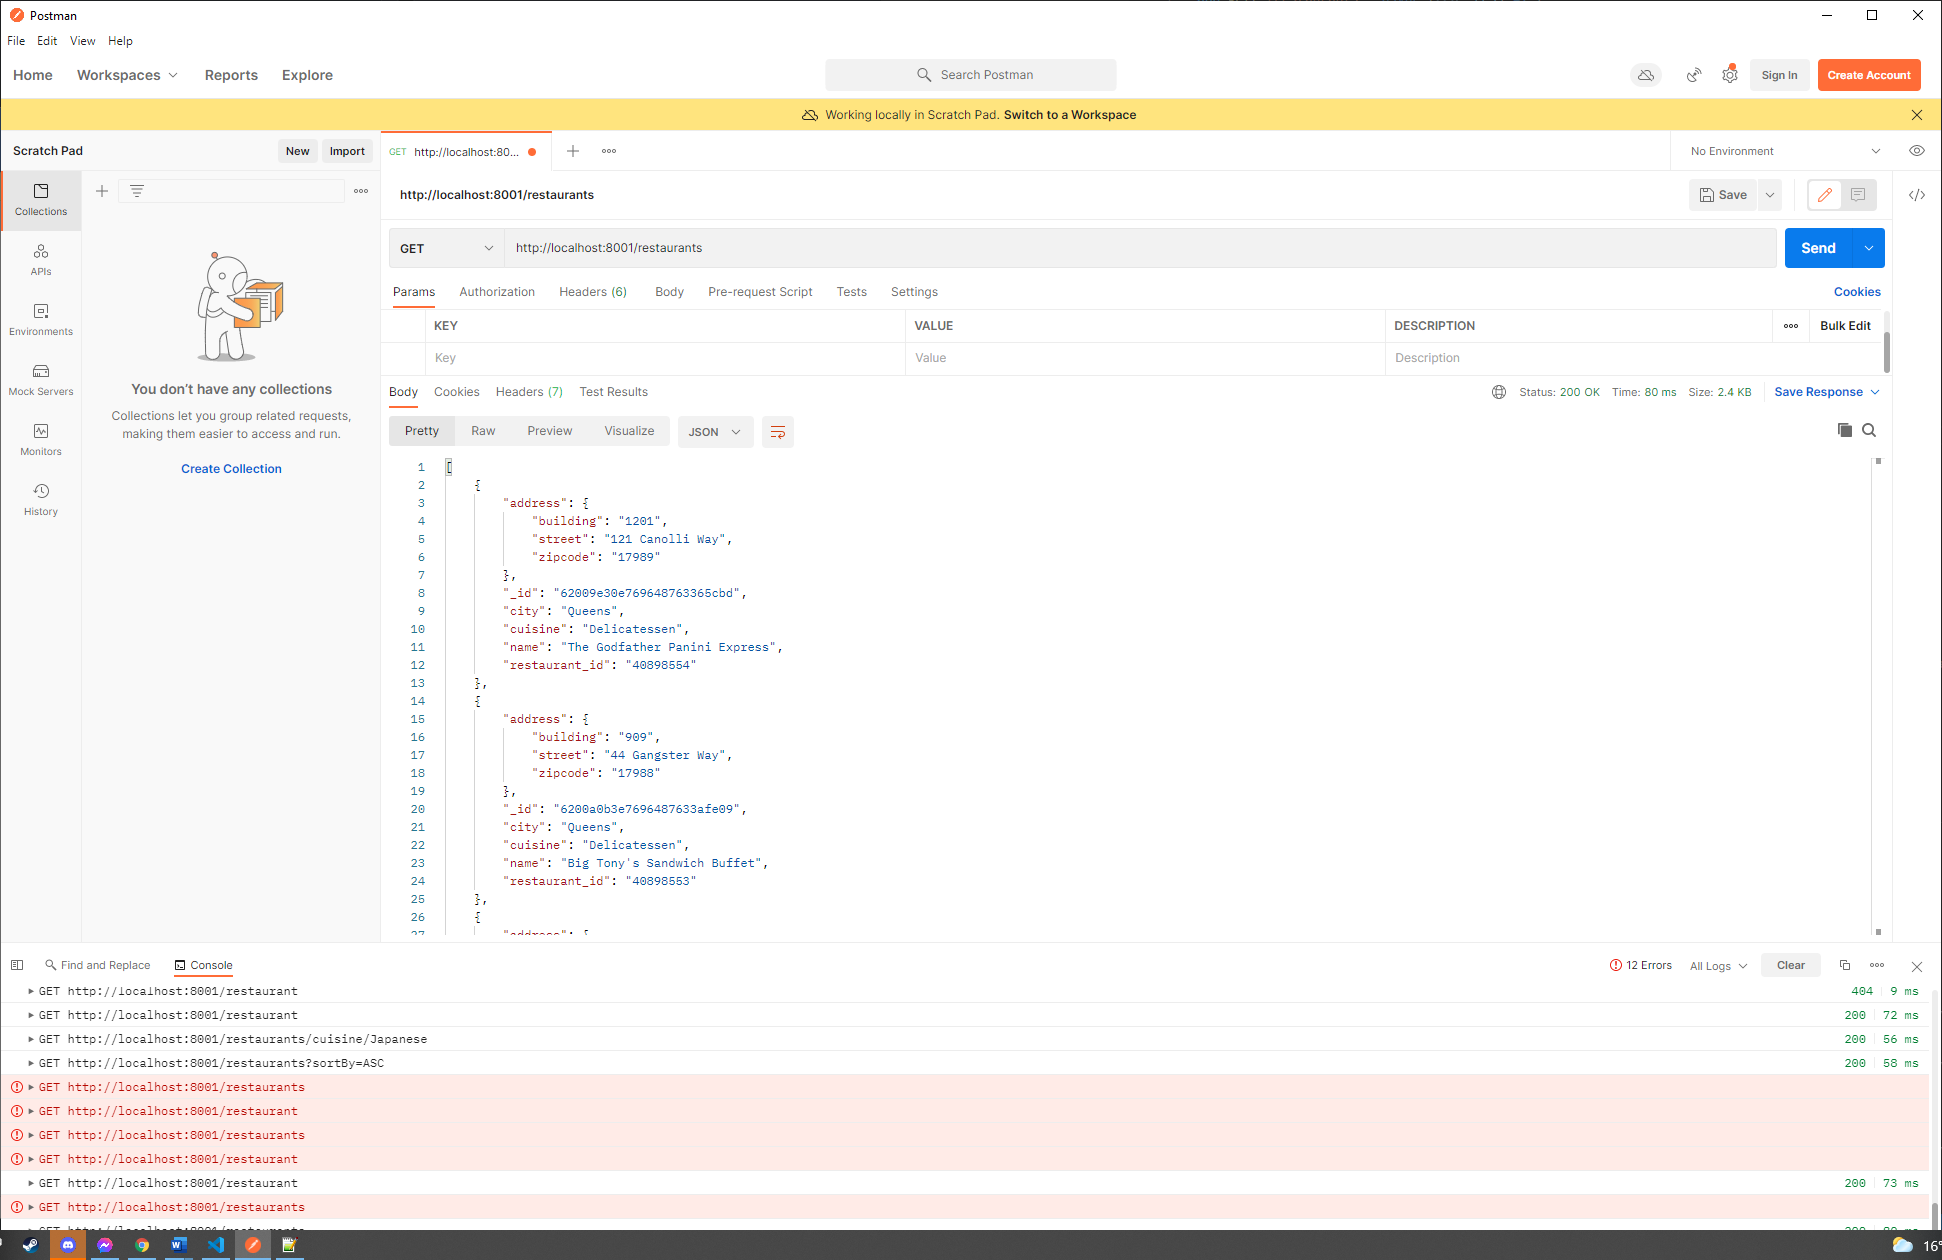 Postman
File Edit View Help
Home Workspaces Reports Explore Search Postman Sign In Create Account
Working locally in Scratch Pad. Switch to a Workspace
Scratch Pad New Import GET http://localhost:80... No Environment
http://localhost:8001/restaurants Save
Collections
GET http://localhost:8001/restaurants Send
APIs
Params Authorization Headers (6) Body Pre-request Script Tests Settings Cookies
Environments
KEY VALUE DESCRIPTION Bulk Edit
Key Value Description
Mock Servers
You don't have any collections
Collections let you group related requests,
making them easier to access and run.
Create Collection
Monitors
History
Body Cookies Headers (7) Test Results Status: 200 OK Time: 80 ms Size: 2.4 KB Save Response
Pretty Raw Preview Visualize JSON
1 [
2 {
3 "address": {
4 "building": "1201",
5 "street": "121 Canolli Way",
6 "zipcode": "17989"
7 },
8 "_id": "62009e30e769648763365cbd",
9 "city": "Queens",
10 "cuisine": "Delicatessen",
11 "name": "The Godfather Panini Express",
12 "restaurant_id": "40898554"
13 },
14 {
15 "address": {
16 "building": "909",
17 "street": "44 Gangster Way",
18 "zipcode": "17988"
19 },
20 "_id": "6200a0b3e7696487633afe09",
21 "city": "Queens",
22 "cuisine": "Delicatessen",
23 "name": "Big Tony's Sandwich Buffet",
24 "restaurant_id": "40898553"
25 },
26 {
27 "address": {
Find and Replace Console 12 Errors All Logs Clear
GET http://localhost:8001/restaurant 404 9 ms
GET http://localhost:8001/restaurant 200 72 ms
GET http://localhost:8001/restaurants/cuisine/Japanese 200 56 ms
GET http://localhost:8001/restaurants?sortBy=ASC 200 58 ms
GET http://localhost:8001/restaurants
GET http://localhost:8001/restaurant
GET http://localhost:8001/restaurants
GET http://localhost:8001/restaurant
GET http://localhost:8001/restaurant 200 73 ms
GET http://localhost:8001/restaurants
GET http://localhost:8001/restaurants 200 80 ms
16°